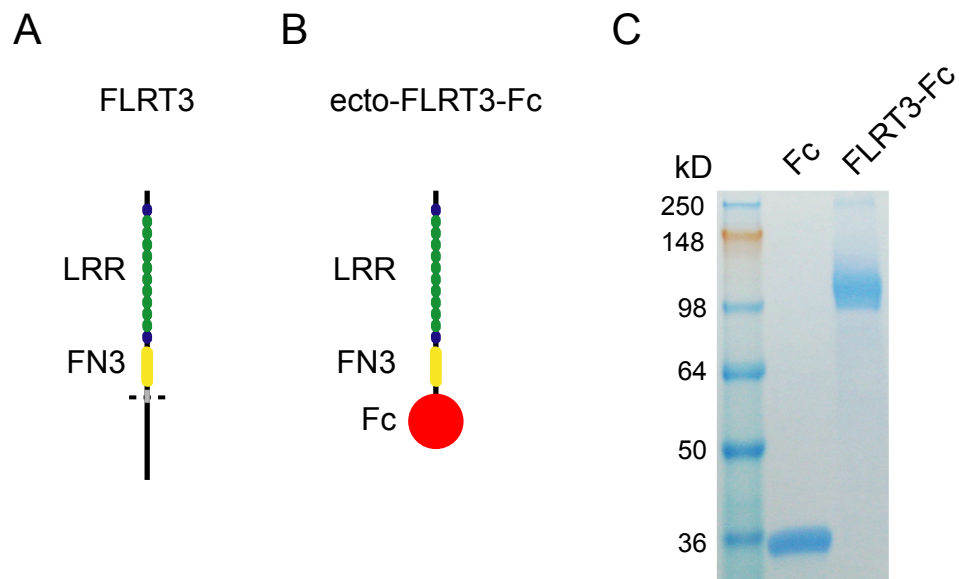 A
FLRT3
LRR
FN3
B
ecto-FLRT3-Fc
LRR
FN3
Fc
C
kD
Fc
FLRT3-Fc
250
148
98
64
50
36